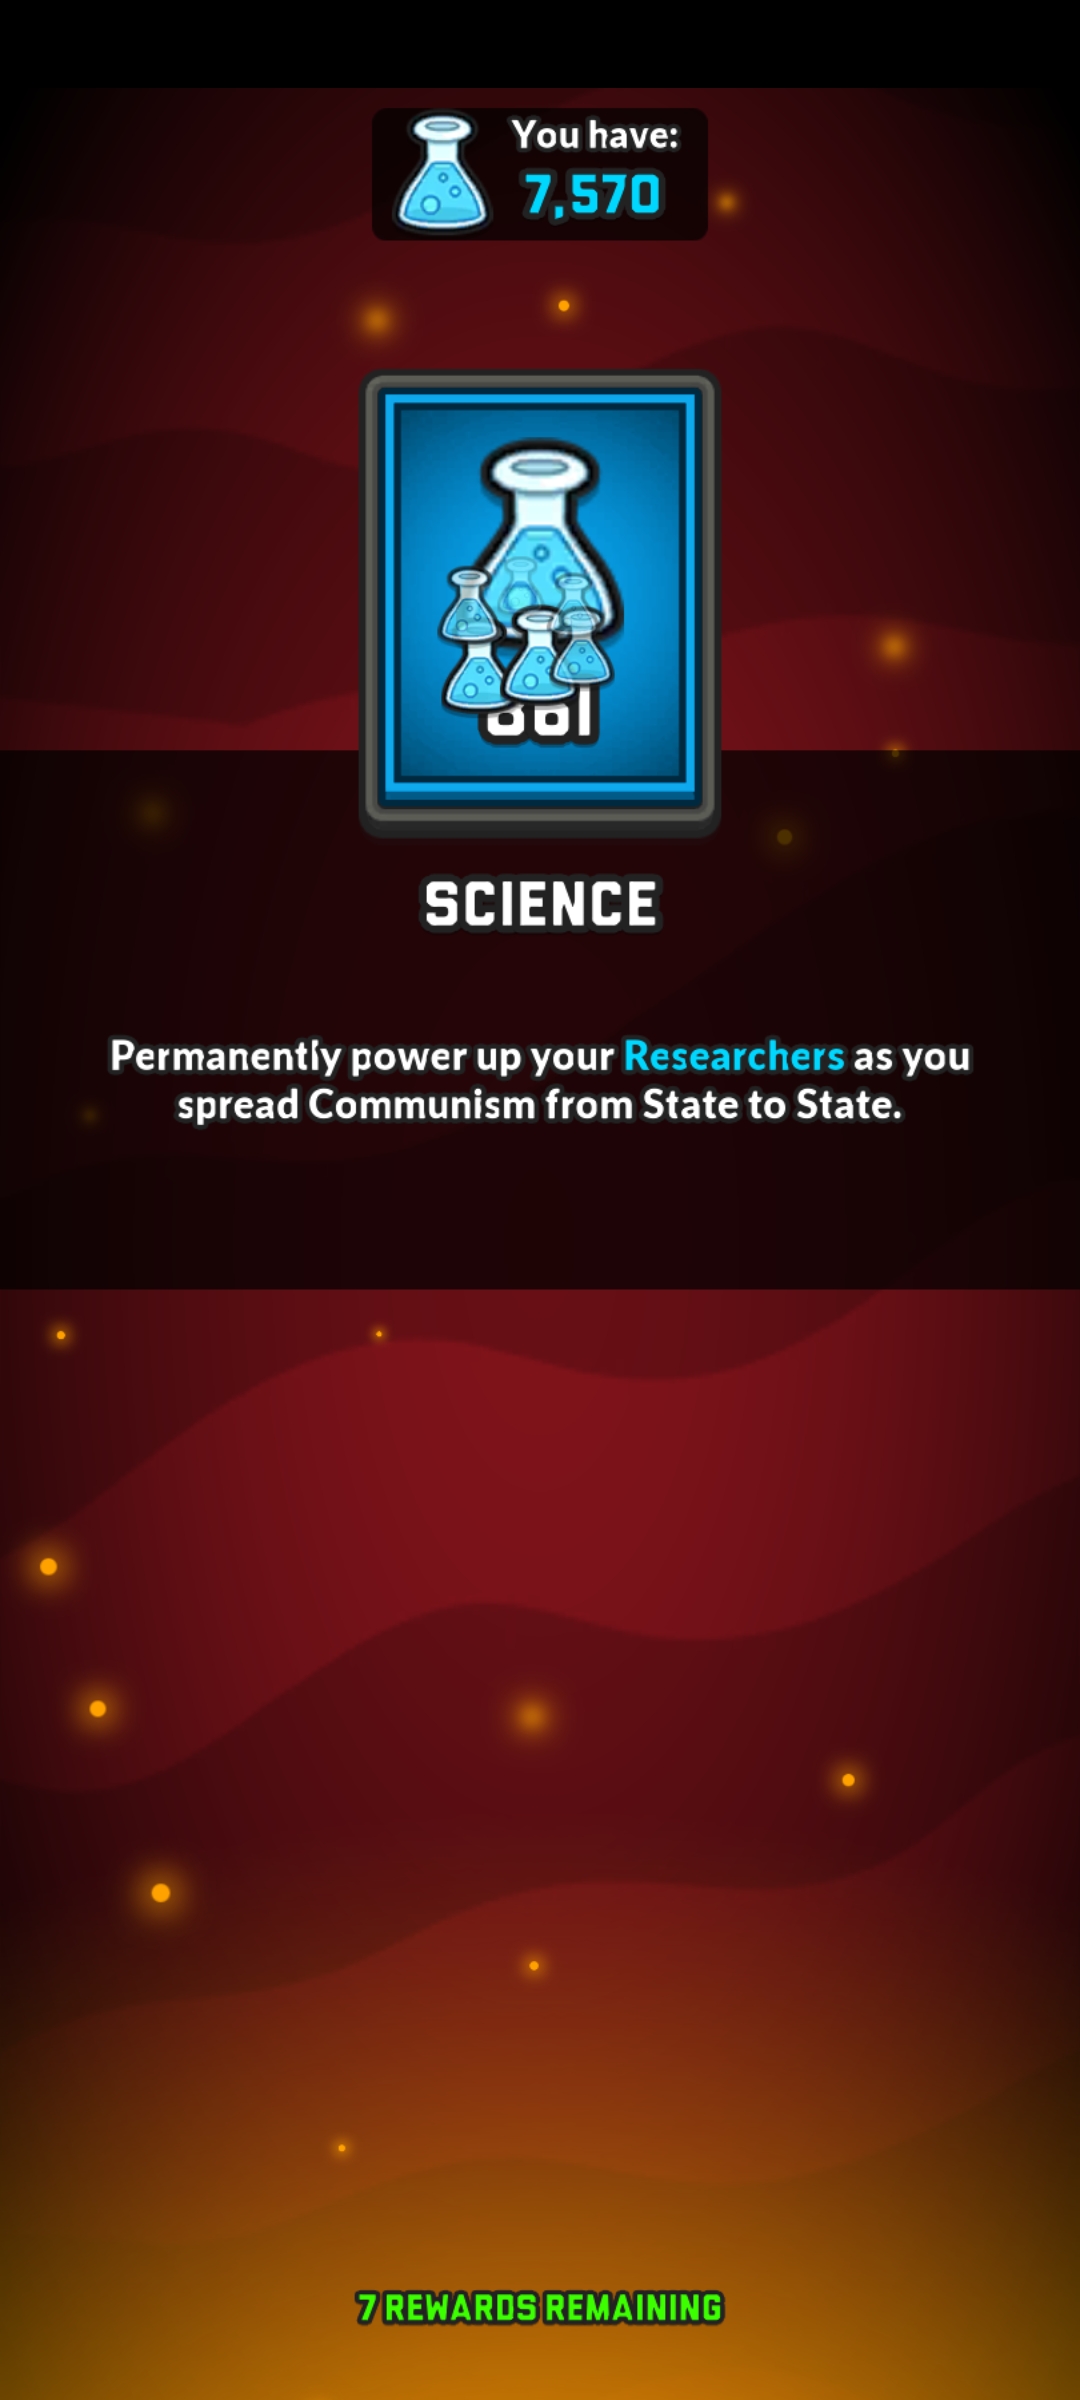 You have:
7,570
SCIENCE
Permanently power up your Researchers as you
spread Communism from State to State.
7 REWARDS REMAINING